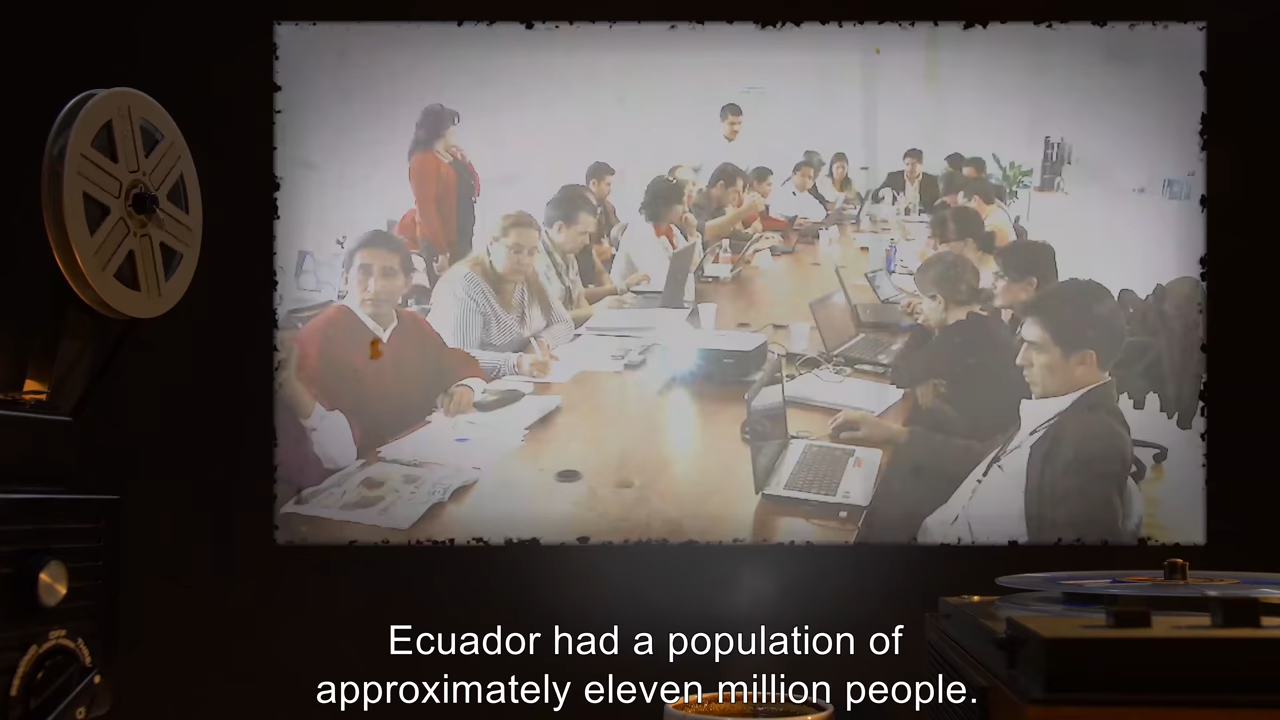 Ecuador had a population of
approximately eleven million people.